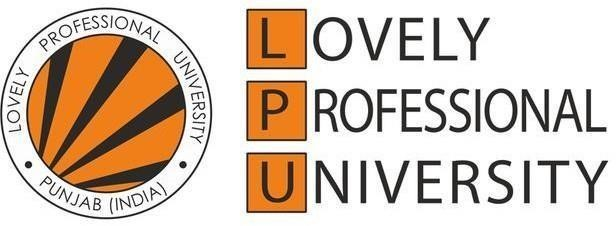 LOVELY PROFESSIONAL UNIVERSITY
• PUNJAB (INDIA) •
LOVELY
PROFESSIONAL
UNIVERSITY